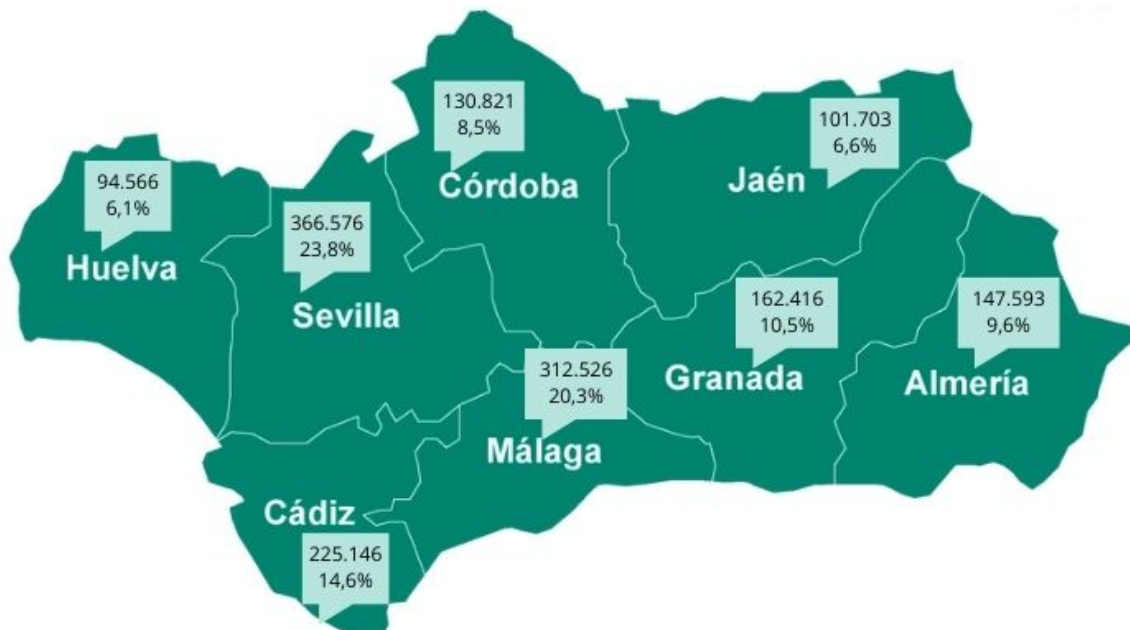 130.821
8,5%
Córdoba
101.703
6,6%
Jaén
94.566
6,1%
Huelva
366.576
23,8%
Sevilla
162.416
10,5%
Granada
147.593
9,6%
Almería
312.526
20,3%
Málaga
Cádiz
225.146
14,6%